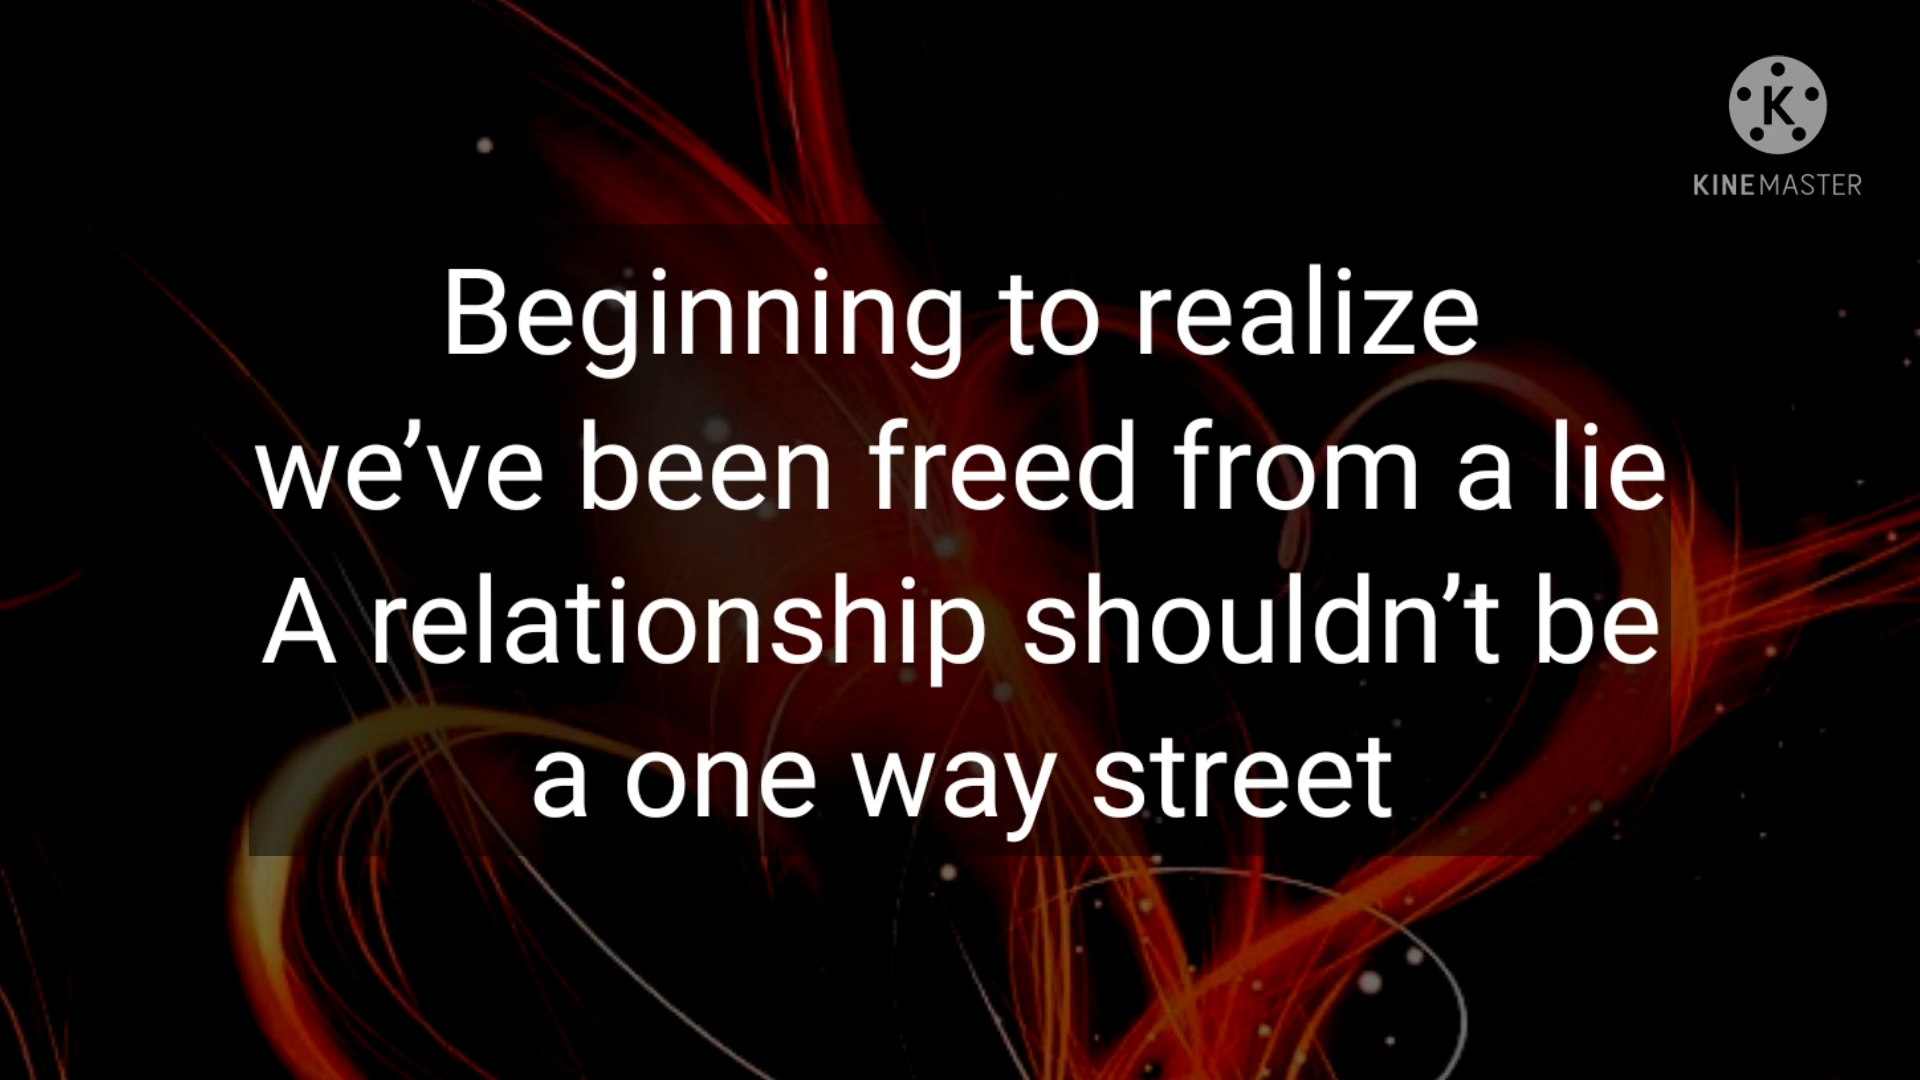 K
KINEMASTER
Beginning to realize
we’ve been freed from a lie
A relationship shouldn’t be
a one way street